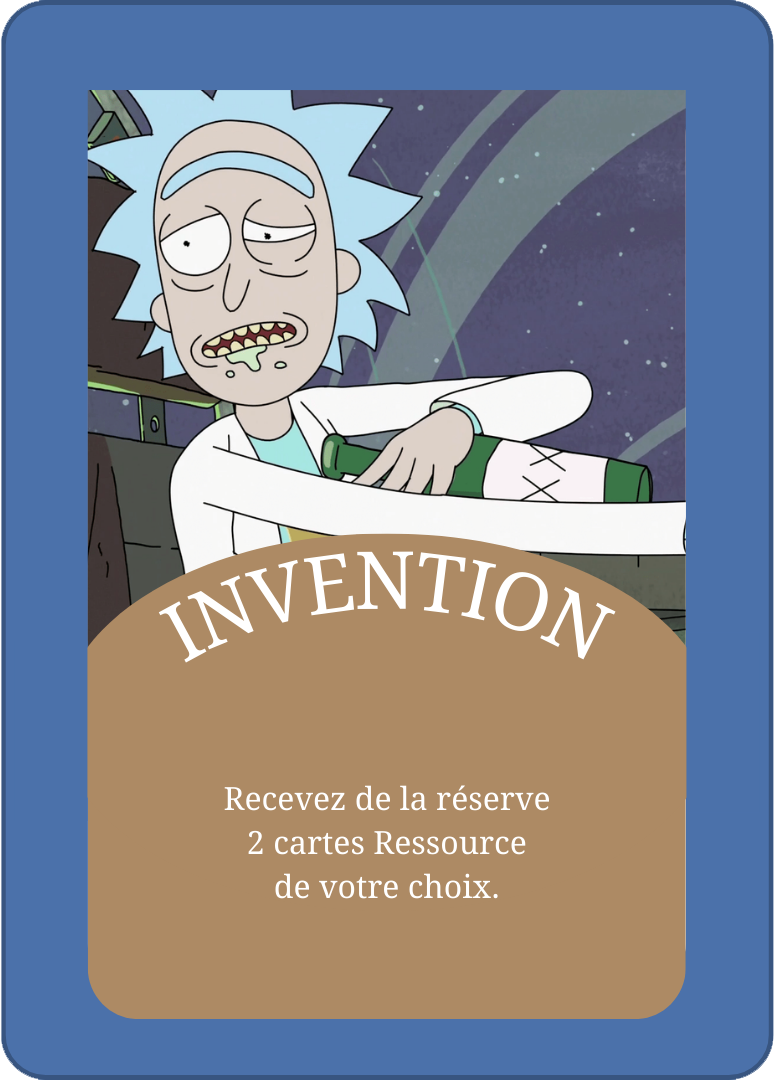 INVENTION
Recevez de la réserve
2 cartes Ressource
de votre choix.